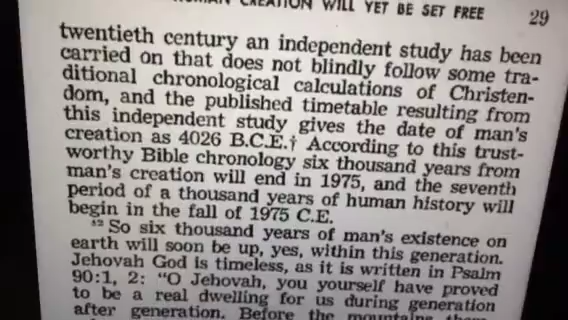 HUMAN CREATION WILL YET BE SET FREE 29
twentieth century an independent study has been
carried on that does not blindly follow some tra-
ditional chronological calculations of Christen-
dom, and the published timetable resulting from
this independent study gives the date of man's
creation as 4026 B.C.E.† According to this trust-
worthy Bible chronology six thousand years from
man's creation will end in 1975, and the seventh
period of a thousand years of human history will
begin in the fall of 1975 C.E.
So six thousand years of man's existence on
earth will soon be up, yes, within this generation.
Jehovah God is timeless, as it is written in Psalm
90:1, 2: "O Jehovah, you yourself have proved
to be a real dwelling for us during generation
after generation. Before the mountains